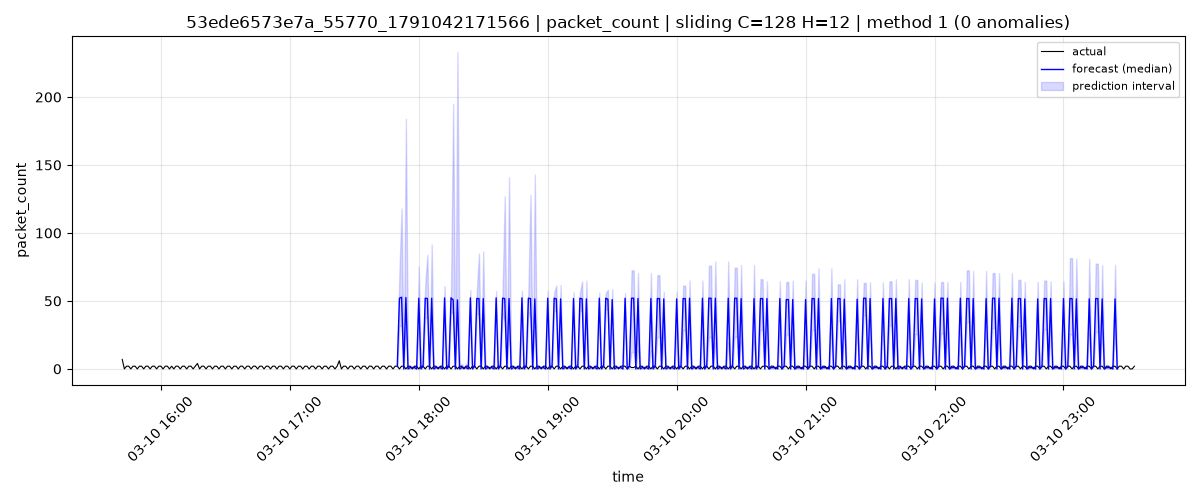 53ede6573e7a_55770_1791042171566 | packet_count | sliding C=128 H=12 | method 1 (0 anomalies)
actual
forecast (median)
prediction interval
packet_count
200
150
100
50
0
03-10 16:00
03-10 17:00
03-10 18:00
03-10 19:00
03-10 20:00
03-10 21:00
03-10 22:00
03-10 23:00
time